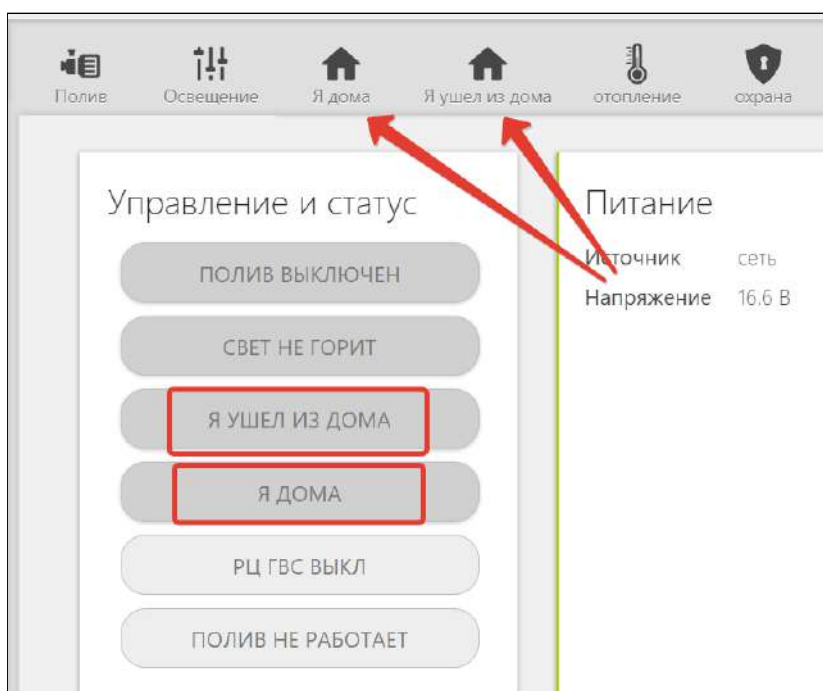 Полив Освещение Я дома Я ушел из дома отопление охрана
Управление и статус
ПОЛИВ ВЫКЛЮЧЕН
СВЕТ НЕ ГОРИТ
Я УШЕЛ ИЗ ДОМА
Я ДОМА
РЦ ГВС ВЫКЛ
ПОЛИВ НЕ РАБОТАЕТ
Питание
Источник сеть
Напряжение 16.6 В